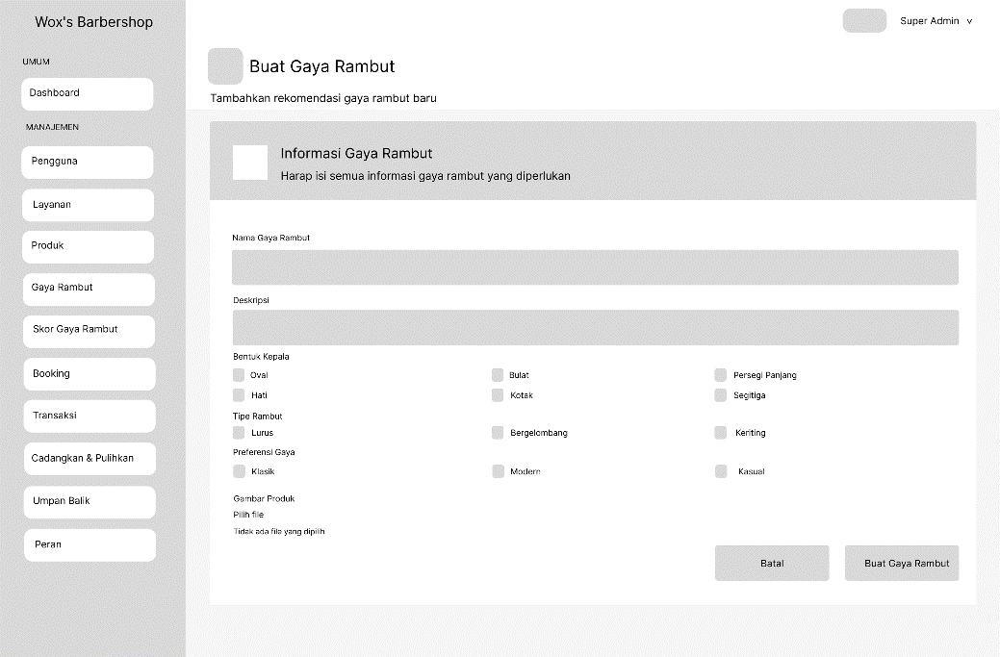 Wox's Barbershop
UMUM
Dashboard
MANAJEMEN
Pengguna
Layanan
Produk
Gaya Rambut
Skor Gaya Rambut
Booking
Transaksi
Cadangkan & Pulihkan
Umpan Balik
Peran
Super Admin v
Buat Gaya Rambut
Tambahkan rekomendasi gaya rambut baru
Informasi Gaya Rambut
Harap isi semua informasi gaya rambut yang diperlukan
Nama Gaya Rambut
Deskripsi
Bentuk Kepala
Oval Bulat Persegi Panjang
Hati Kotak Segitiga
Tipe Rambut
Lurus Bergelombang Keriting
Preferensi Gaya
Klasik Modern Kasual
Gambar Produk
Pilih file
Tidak ada file yang dipilih
Batal Buat Gaya Rambut